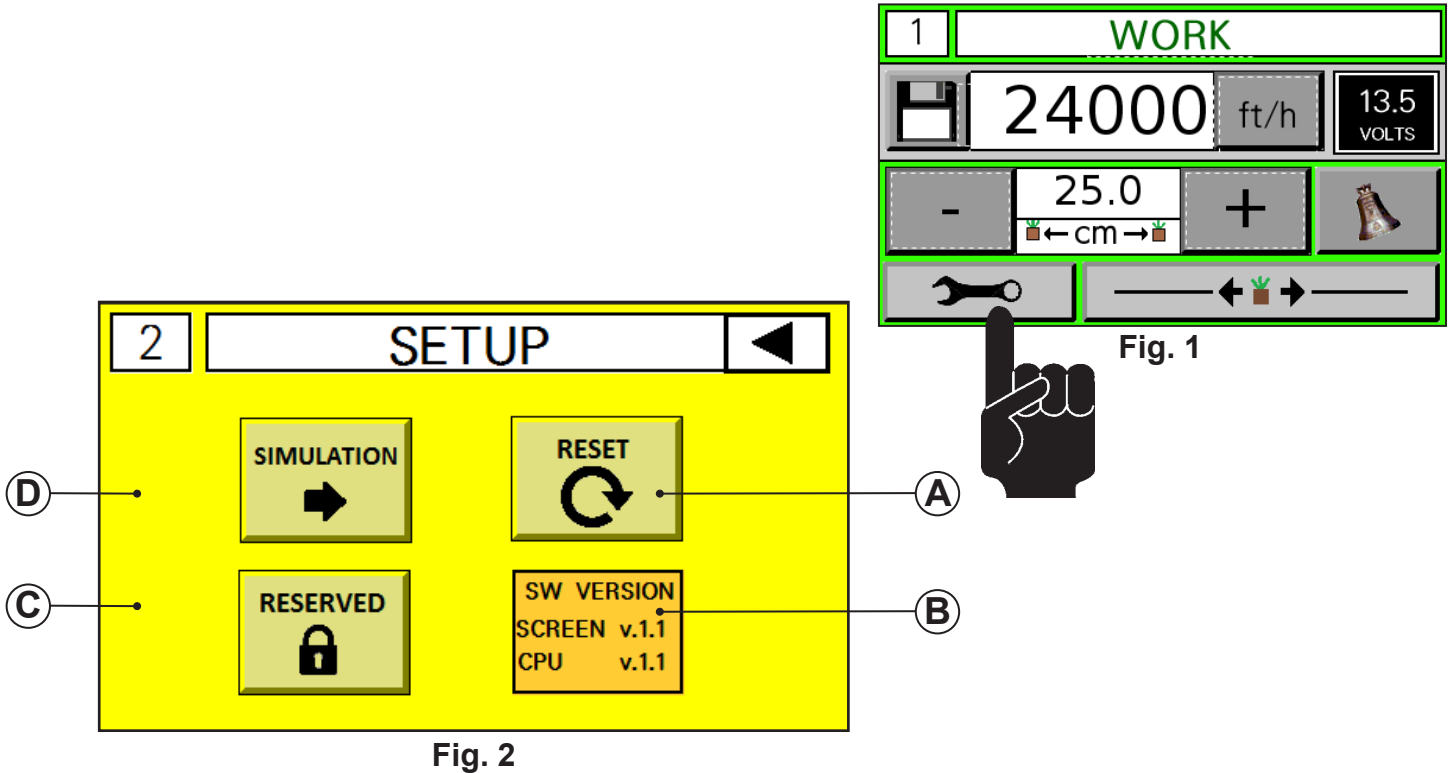 1
WORK
24000 ft/h
13.5
VOLTS
- 25.0 +
cm
Fig. 1
2
SETUP
SIMULATION
RESET
D
A
RESERVED
SW VERSION
SCREEN v.1.1
CPU v.1.1
C
B
Fig. 2